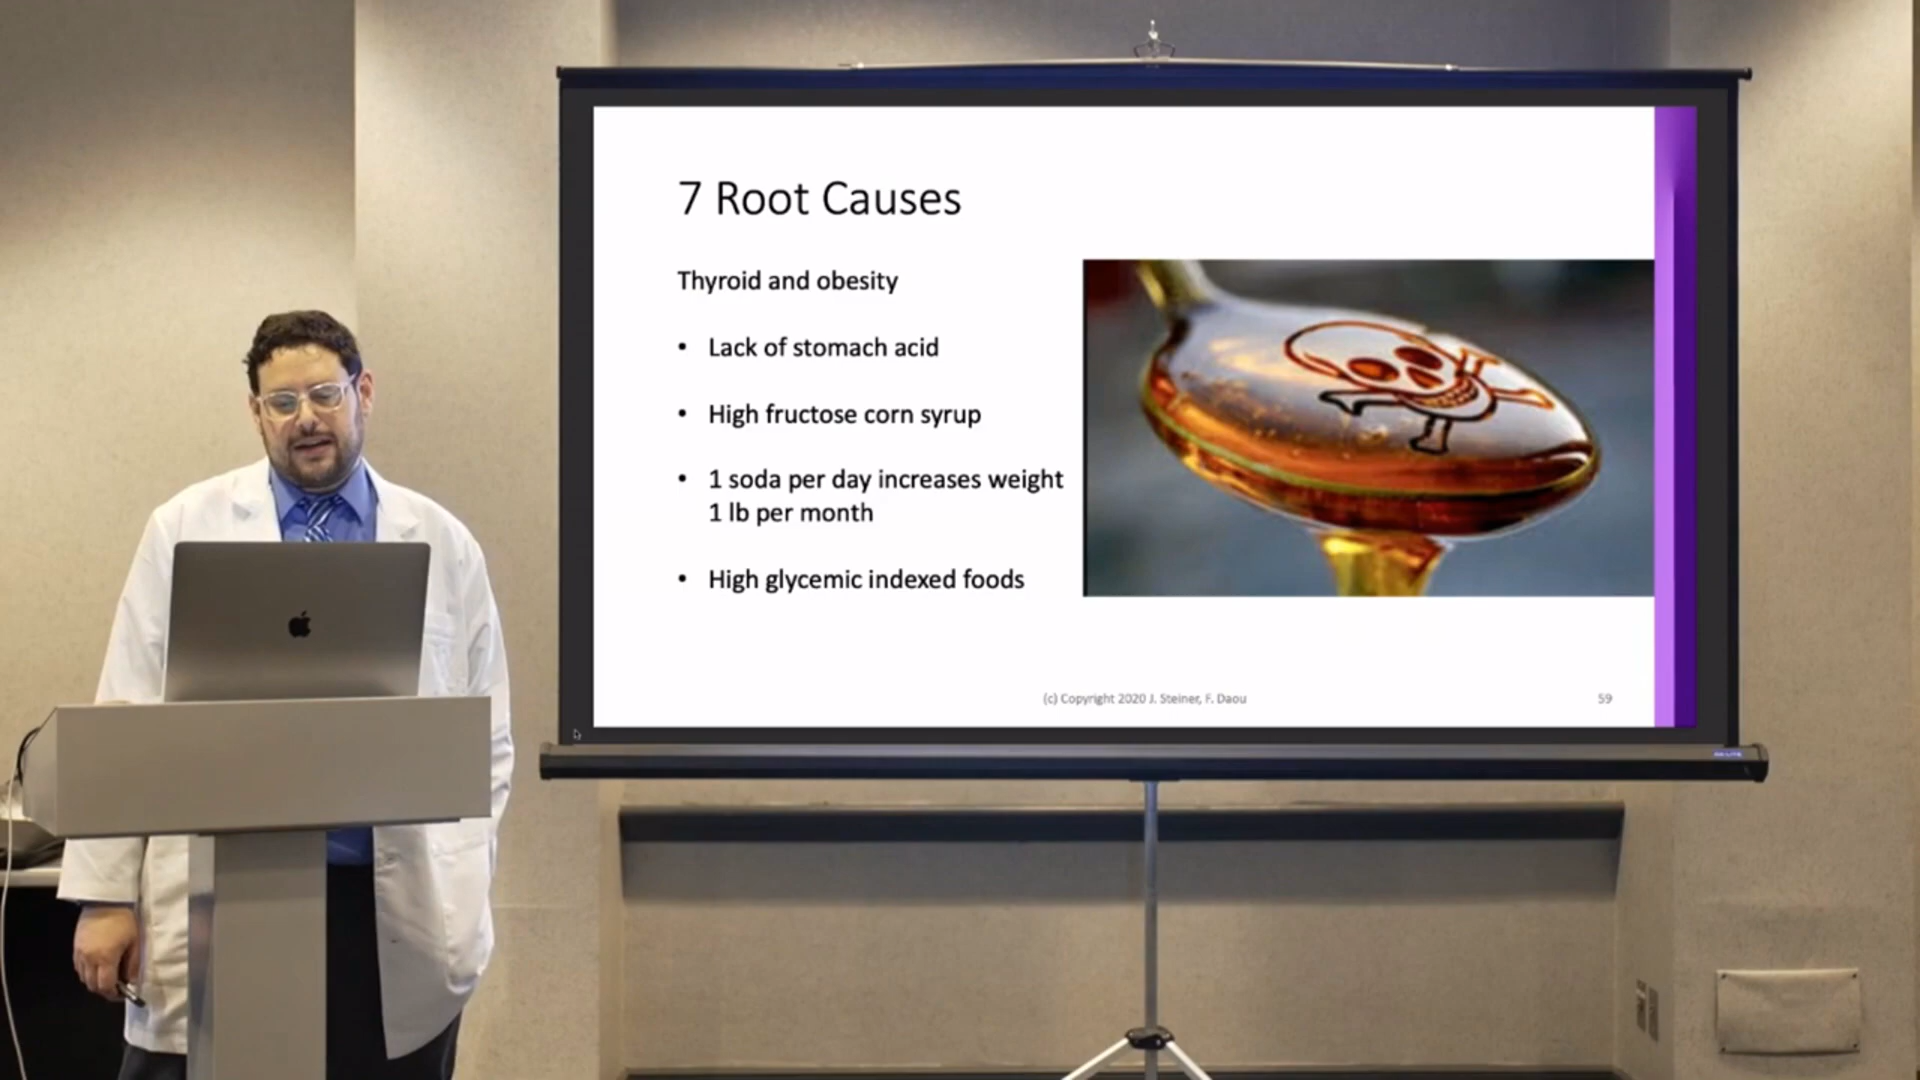 7 Root Causes
Thyroid and obesity
• Lack of stomach acid
• High fructose corn syrup
• 1 soda per day increases weight
1 lb per month
• High glycemic indexed foods
(c) Copyright 2020 J. Steiner, F. Daou
59